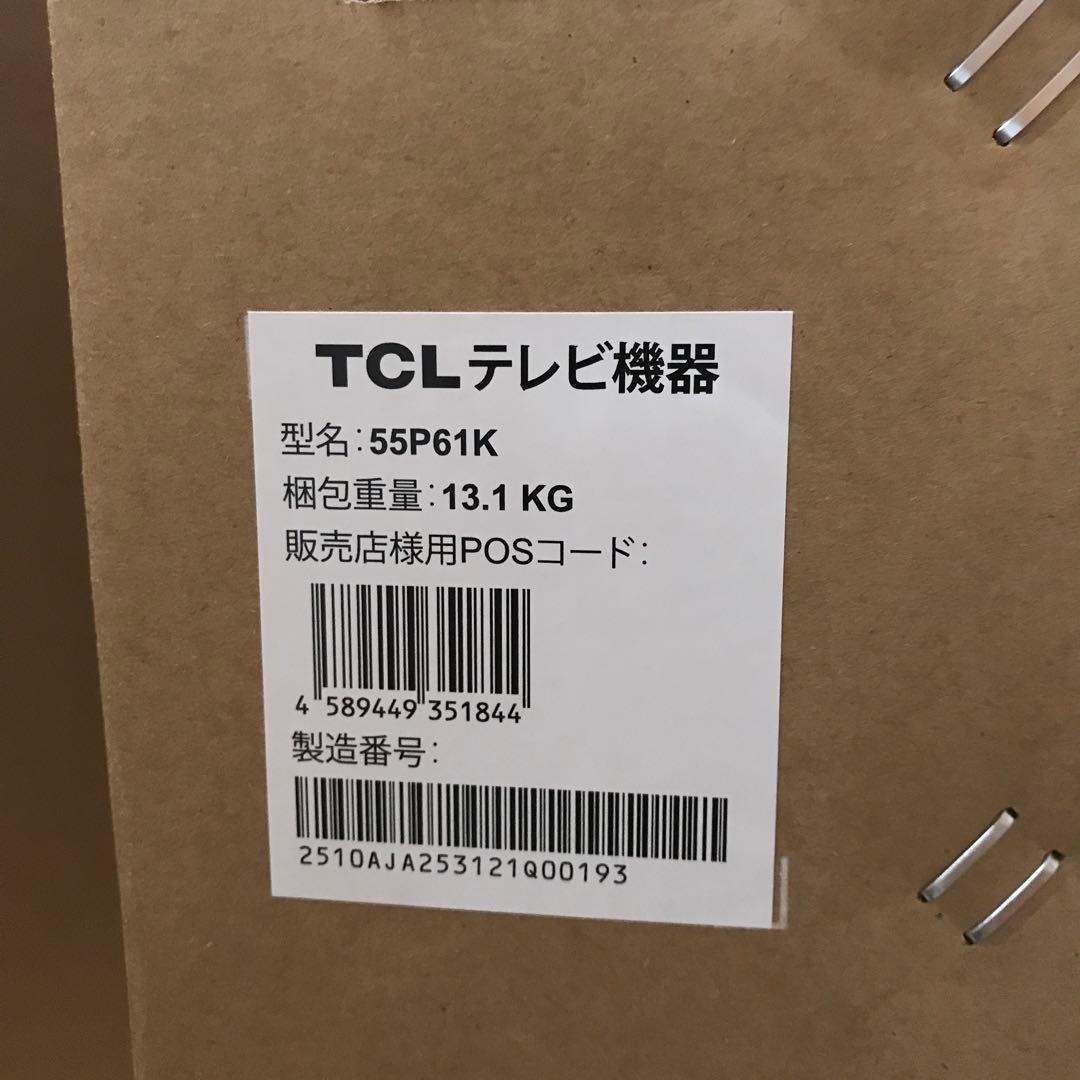 TCLテレビ機器
型名:55P61K
梱包重量:13.1 KG
販売店様用POSコード:
4 589449 351844
製造番号:
2510AJA253121Q00193